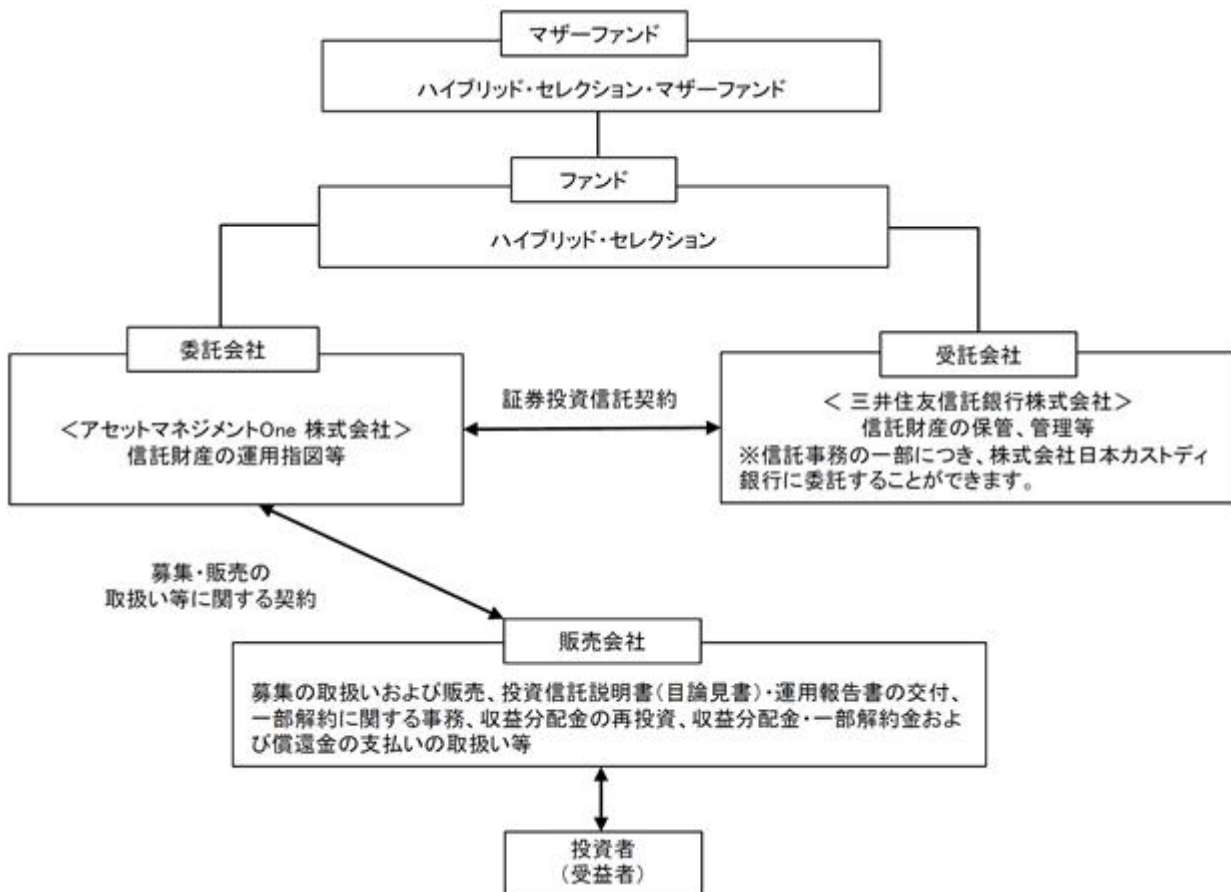 マザーファンド
ハイブリッド・セレクション・マザーファンド
ファンド
ハイブリッド・セレクション
委託会社
＜アセットマネジメントOne 株式会社＞
信託財産の運用指図等
証券投資信託契約
受託会社
＜ 三井住友信託銀行株式会社＞
信託財産の保管、管理等
※信託事務の一部につき、株式会社日本カストディ
銀行に委託することができます。
募集・販売の
取扱い等に関する契約
販売会社
募集の取扱いおよび販売、投資信託説明書(目論見書)・運用報告書の交付、
一部解約に関する事務、収益分配金の再投資、収益分配金・一部解約金およ
び償還金の支払いの取扱い等
投資者
(受益者)